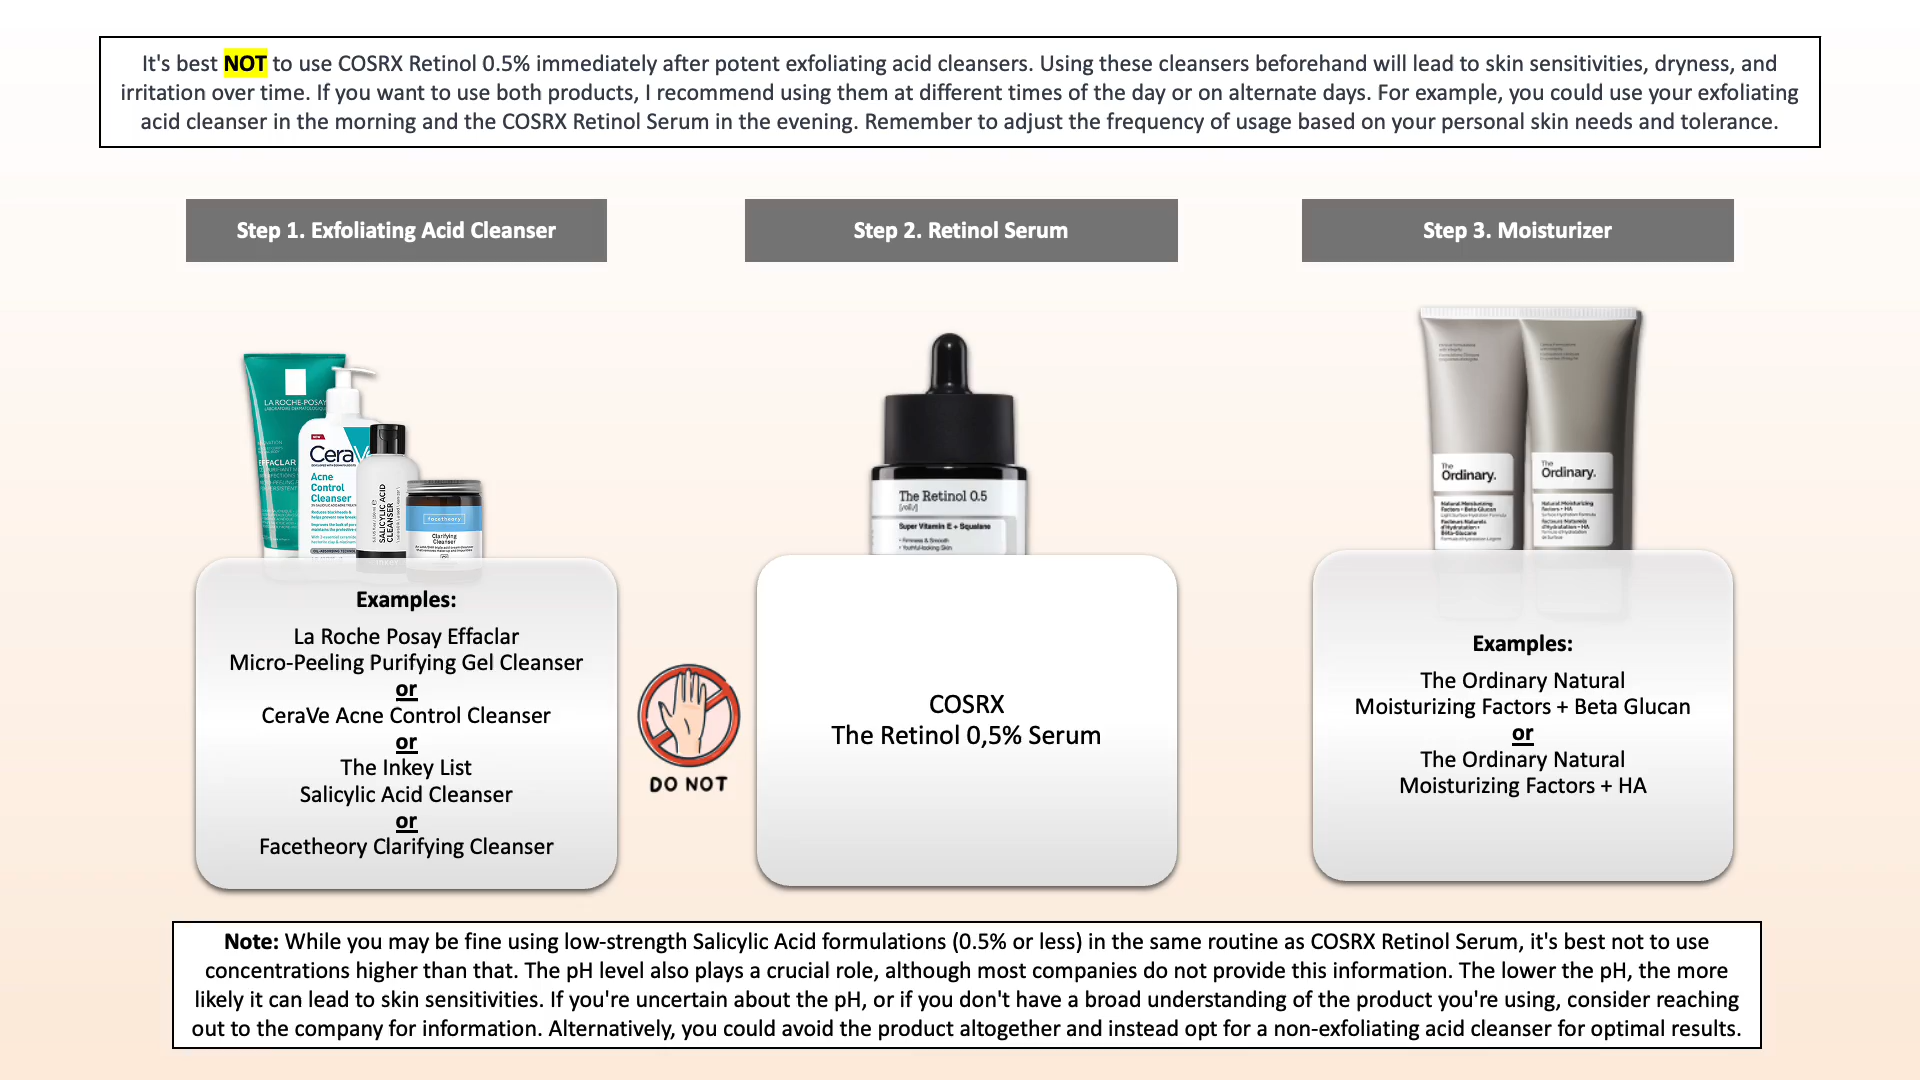 It's best NOT to use COSRX Retinol 0.5% immediately after potent exfoliating acid cleansers. Using these cleansers beforehand will lead to skin sensitivities, dryness, and
irritation over time. If you want to use both products, I recommend using them at different times of the day or on alternate days. For example, you could use your exfoliating
acid cleanser in the morning and the COSRX Retinol Serum in the evening. Remember to adjust the frequency of usage based on your personal skin needs and tolerance.
Step 1. Exfoliating Acid Cleanser
Step 2. Retinol Serum
Step 3. Moisturizer
LA ROCHE-POSAY
EFFACLAR
CeraVe
Acne
Control
Cleanser
SALICYLIC ACID
CLEANSER
facetheory
Clarifying
Cleanser
The Retinol 0.5
Super Vitamin E + Squalane
• Firmness & Smooth
• Youthful-looking Skin
The
Ordinary.
Natural Moisturizing
Factors + Beta Glucan
The
Ordinary.
Natural Moisturizing
Factors + HA
Examples:
La Roche Posay Effaclar
Micro-Peeling Purifying Gel Cleanser
or
CeraVe Acne Control Cleanser
or
The Inkey List
Salicylic Acid Cleanser
or
Facetheory Clarifying Cleanser
DO NOT
COSRX
The Retinol 0,5% Serum
Examples:
The Ordinary Natural
Moisturizing Factors + Beta Glucan
or
The Ordinary Natural
Moisturizing Factors + HA
Note: While you may be fine using low-strength Salicylic Acid formulations (0.5% or less) in the same routine as COSRX Retinol Serum, it's best not to use
concentrations higher than that. The pH level also plays a crucial role, although most companies do not provide this information. The lower the pH, the more
likely it can lead to skin sensitivities. If you're uncertain about the pH, or if you don't have a broad understanding of the product you're using, consider reaching
out to the company for information. Alternatively, you could avoid the product altogether and instead opt for a non-exfoliating acid cleanser for optimal results.